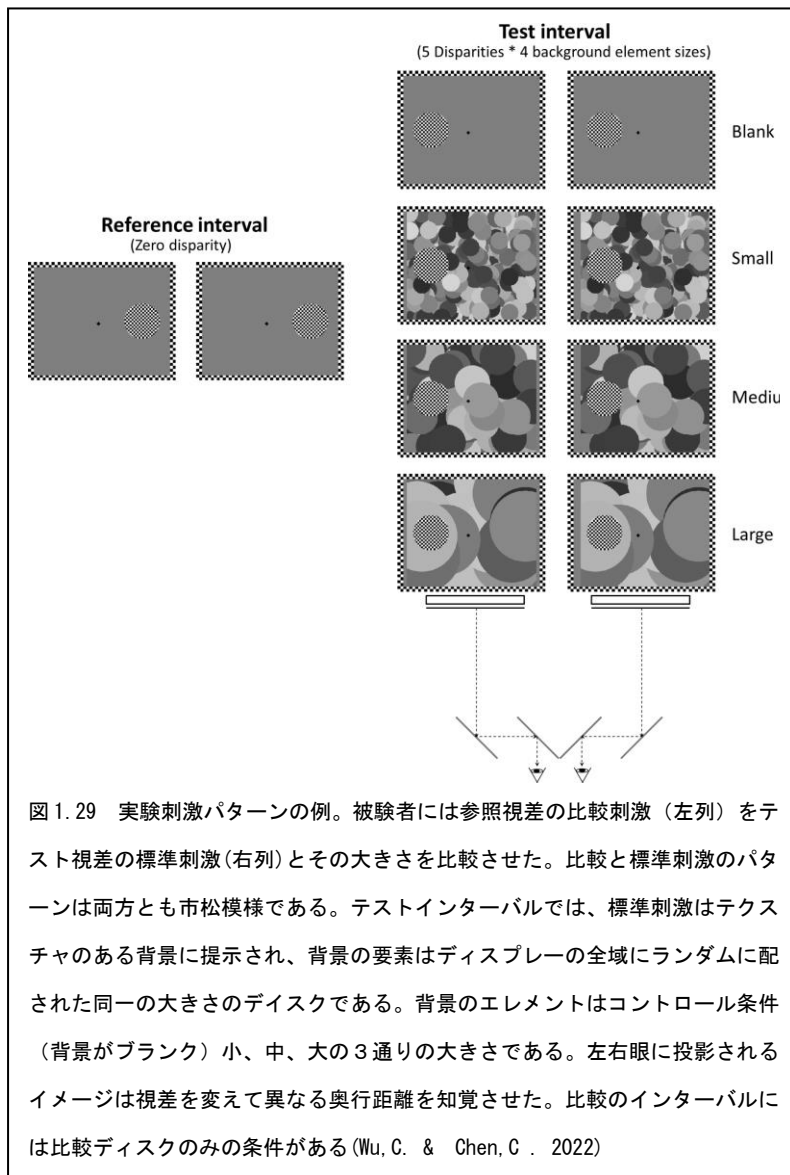 Test interval
(5 Disparities * 4 background element sizes)
Blank
Reference interval
(Zero disparity)
Small
Mediu
Large
図1.29 実験刺激パターンの例。被験者には参照視差の比較刺激（左列）をテ
スト視差の標準刺激(右列)とその大きさを比較させた。比較と標準刺激のパタ
ーンは両方とも市松模様である。テストインターバルでは、標準刺激はテクス
チャのある背景に提示され、背景の要素はディスプレーの全域にランダムに配
された同一の大きさのデイスクである。背景のエレメントはコントロール条件
（背景がブランク）小、中、大の３通りの大きさである。左右眼に投影される
イメージは視差を変えて異なる奥行距離を知覚させた。比較のインターバルに
は比較ディスクのみの条件がある(Wu,C. & Chen,C . 2022)